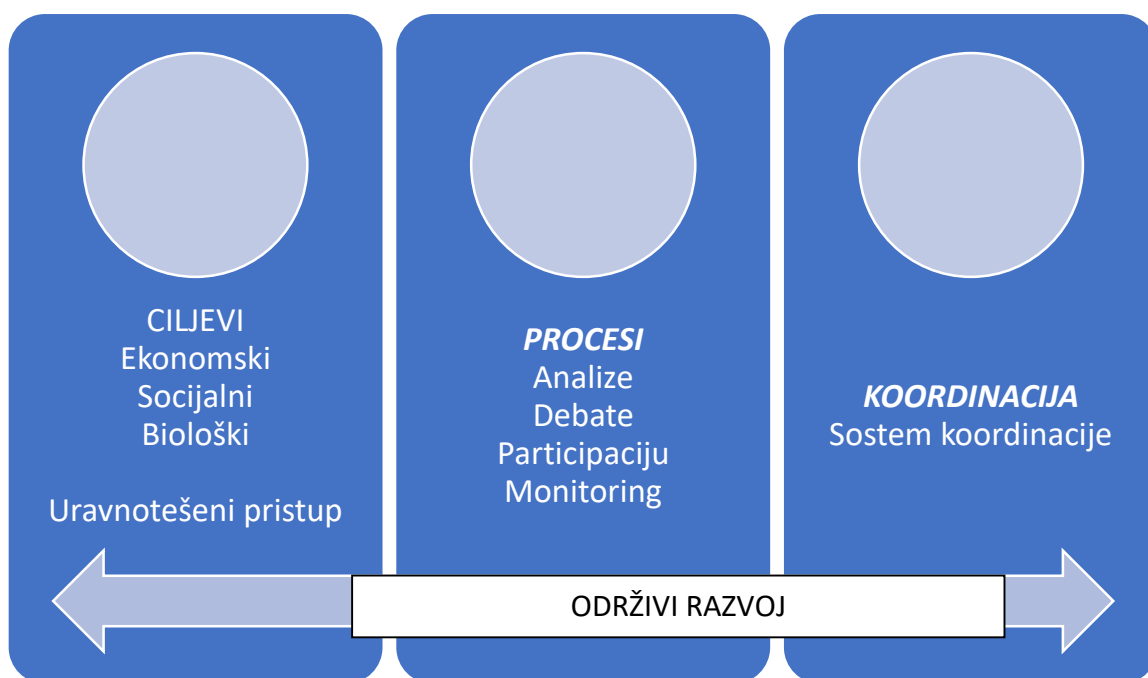 CILJEVI
Ekonomski
Socijalni
Biološki
Uravnotešeni pristup
PROCESI
Analize
Debate
Participaciju
Monitoring
KOORDINACIJA
Sostem koordinacije
ODRŽIVI RAZVOJ